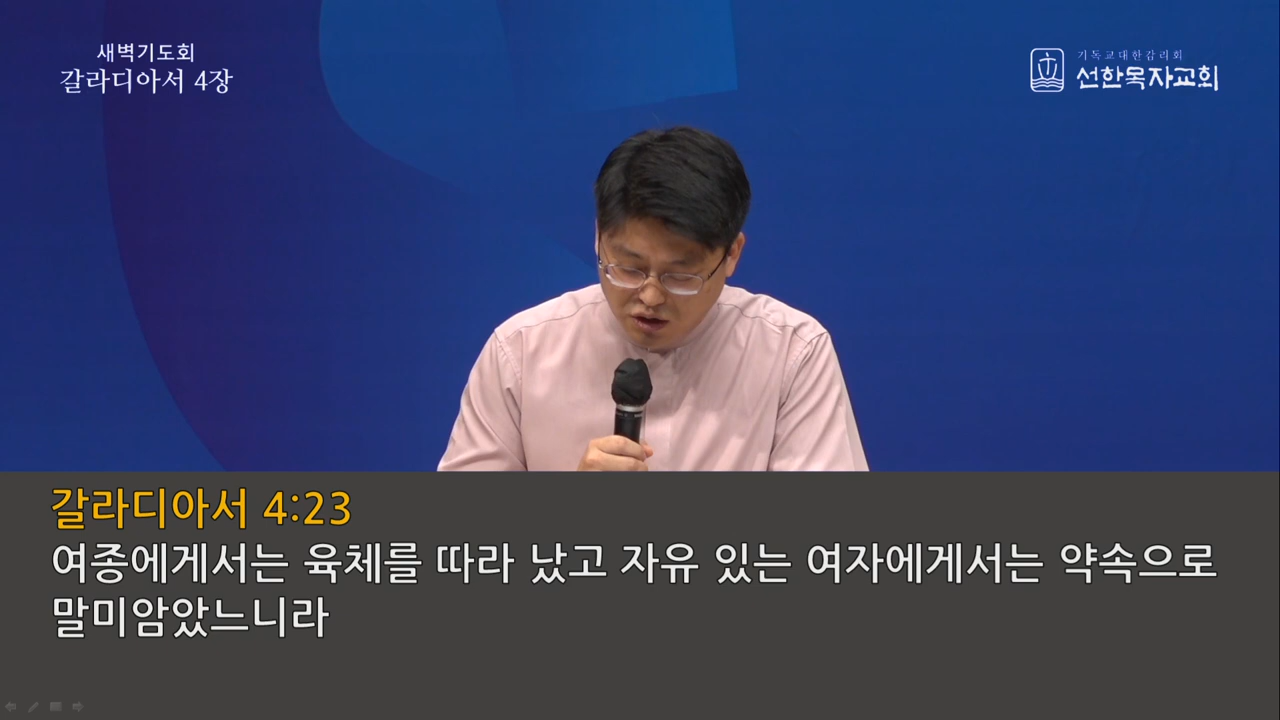 새벽기도회
갈라디아서 4장
기독교대한감리회
선한목자교회
갈라디아서 4:23
여종에게서는 육체를 따라 났고 자유 있는 여자에게서는 약속으로
말미암았느니라